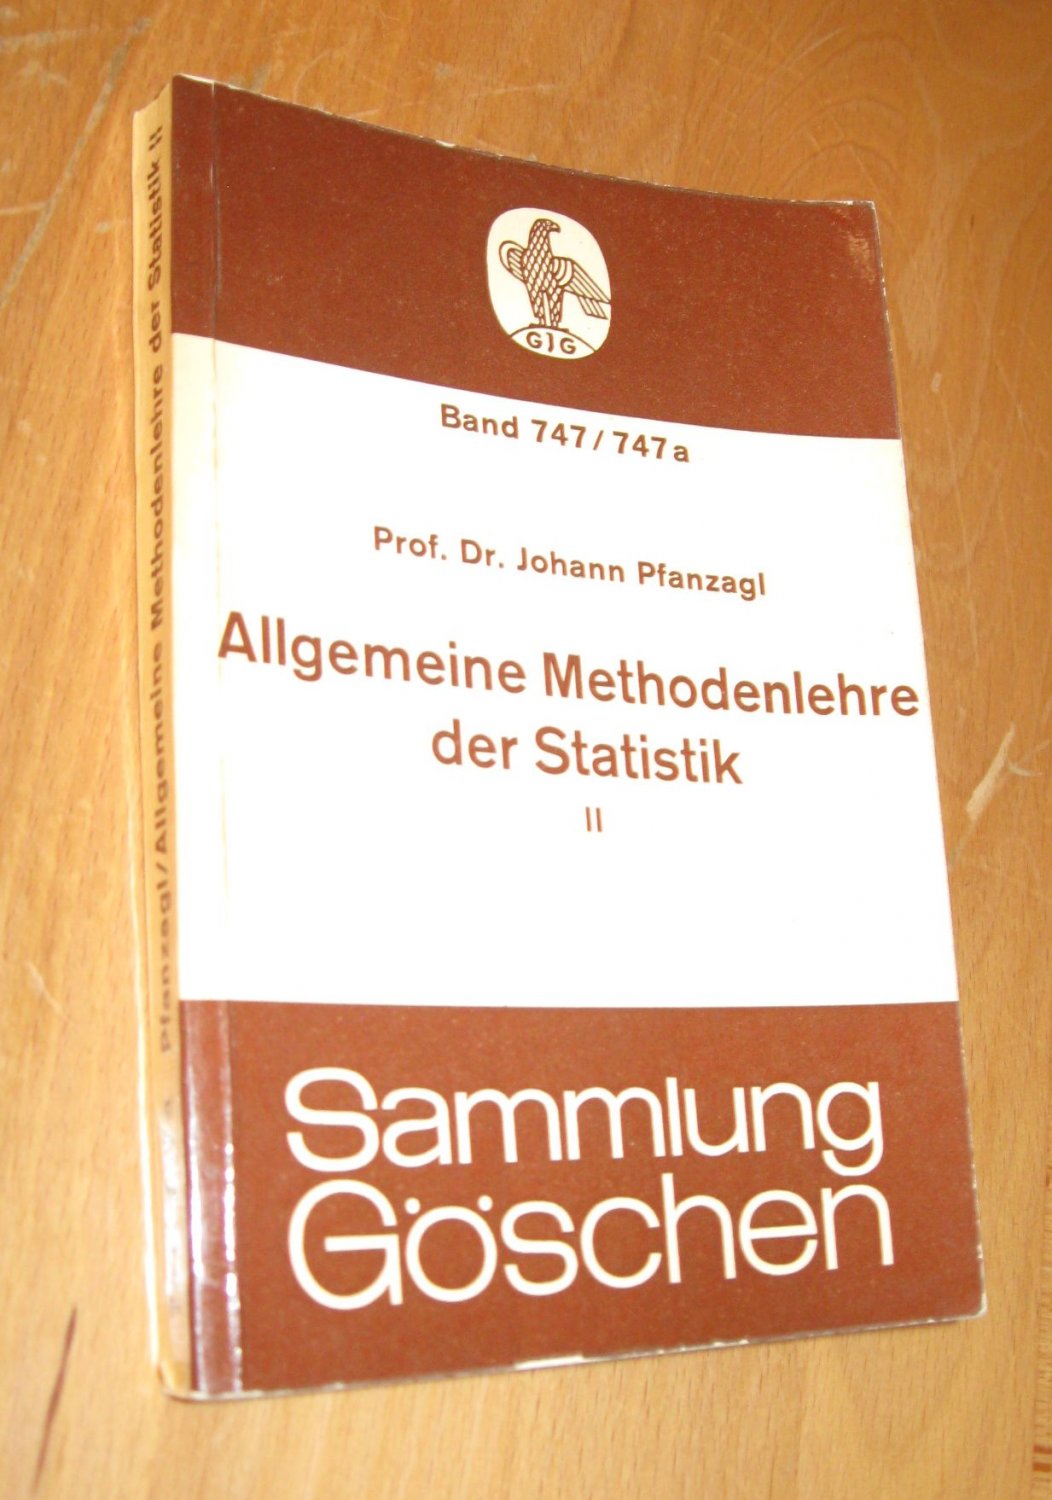 GJG
Band 747/747a
Prof. Dr. Johann Pfanzagl
Allgemeine Methodenlehre
der Statistik
II
Sammlung
Göschen
Pfanzagl/Allgemeine Methodenlehre der Statistik II